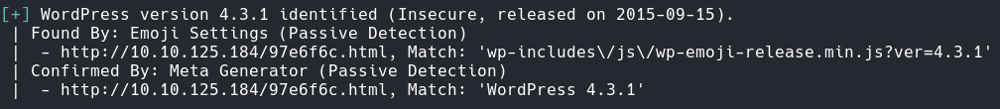 [+] WordPress version 4.3.1 identified (Insecure, released on 2015-09-15).
| Found By: Emoji Settings (Passive Detection)
|  - http://10.10.125.184/97e6f6c.html, Match: 'wp-includes\/js\/wp-emoji-release.min.js?ver=4.3.1'
| Confirmed By: Meta Generator (Passive Detection)
|  - http://10.10.125.184/97e6f6c.html, Match: 'WordPress 4.3.1'